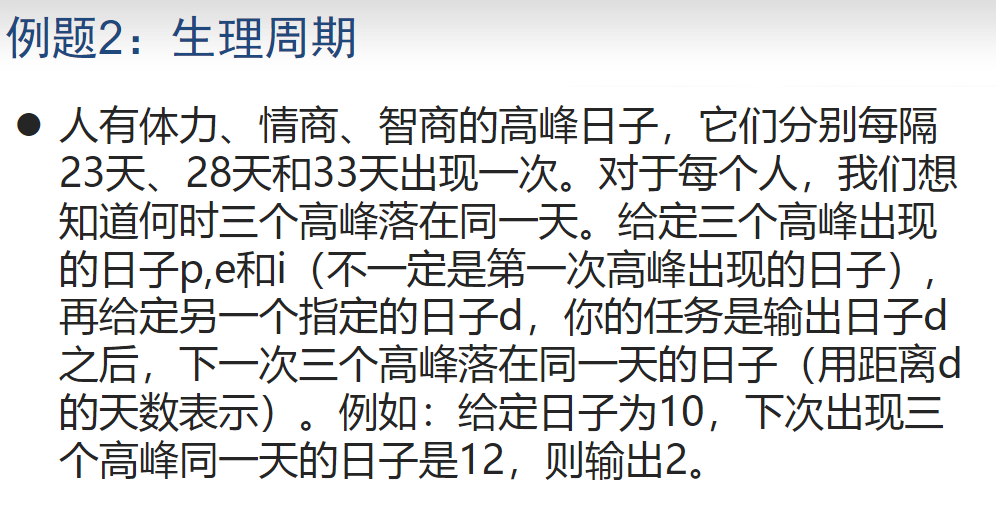 例题2：生理周期
● 人有体力、情商、智商的高峰日子，它们分别每隔
23天、28天和33天出现一次。对于每个人，我们想
知道何时三个高峰落在同一天。给定三个高峰出现
的日子p,e和i（不一定是第一次高峰出现的日子），
再给定另一个指定的日子d，你的任务是输出日子d
之后，下一次三个高峰落在同一天的日子（用距离d
的天数表示）。例如：给定日子为10，下次出现三
个高峰同一天的日子是12，则输出2。